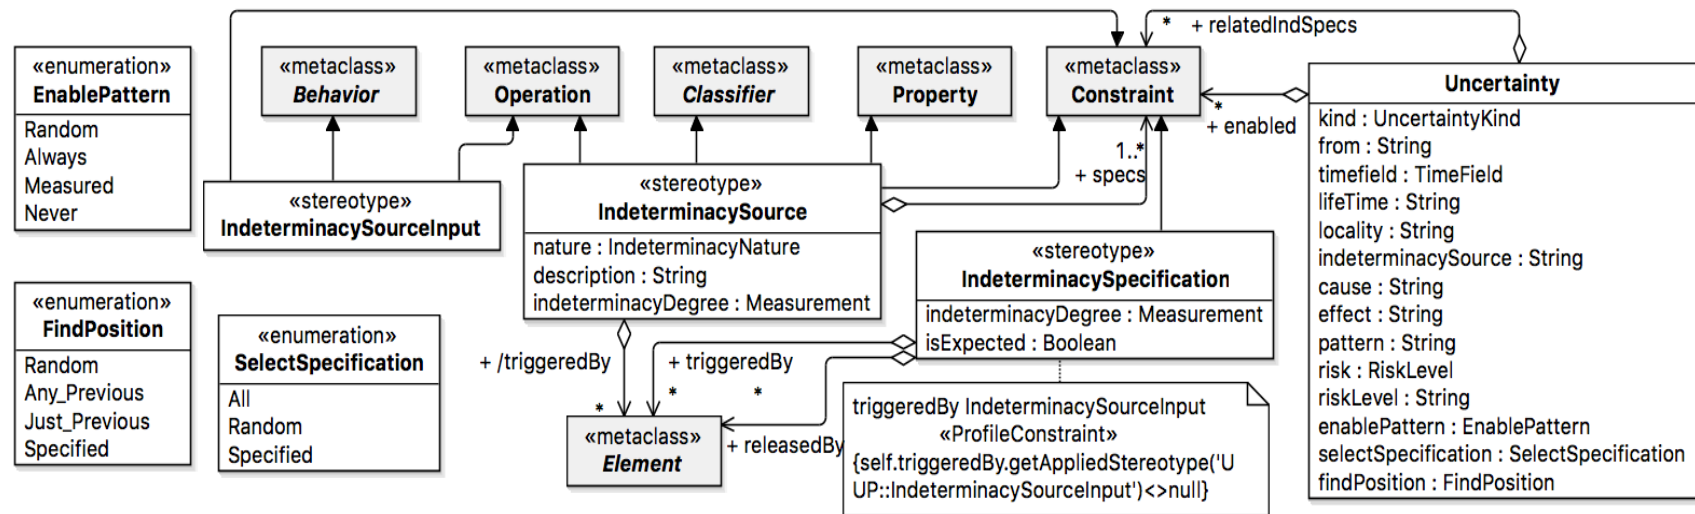 «enumeration»
EnablePattern
Random
Always
Measured
Never
«metaclass»
Behavior
«metaclass»
Operation
«metaclass»
Classifier
«metaclass»
Property
«metaclass»
Constraint
* + relatedIndSpecs
*
+ enabled
1..*
+ specs
Uncertainty
kind : UncertaintyKind
from : String
timefield : TimeField
lifeTime : String
locality : String
indeterminacySource : String
cause : String
effect : String
pattern : String
risk : RiskLevel
riskLevel : String
enablePattern : EnablePattern
selectSpecification : SelectSpecification
findPosition : FindPosition
«stereotype»
IndeterminacySourceInput
«stereotype»
IndeterminacySource
nature : IndeterminacyNature
description : String
indeterminacyDegree : Measurement
«stereotype»
IndeterminacySpecification
indeterminacyDegree : Measurement
isExpected : Boolean
«enumeration»
FindPosition
Random
Any_Previous
Just_Previous
Specified
«enumeration»
SelectSpecification
All
Random
Specified
+ /triggeredBy
*
+ triggeredBy
*
*
+ releasedBy
«metaclass»
Element
triggeredBy IndeterminacySourceInput
«ProfileConstraint»
{self.triggeredBy.getAppliedStereotype('U
UP::IndeterminacySourceInput')<>null}